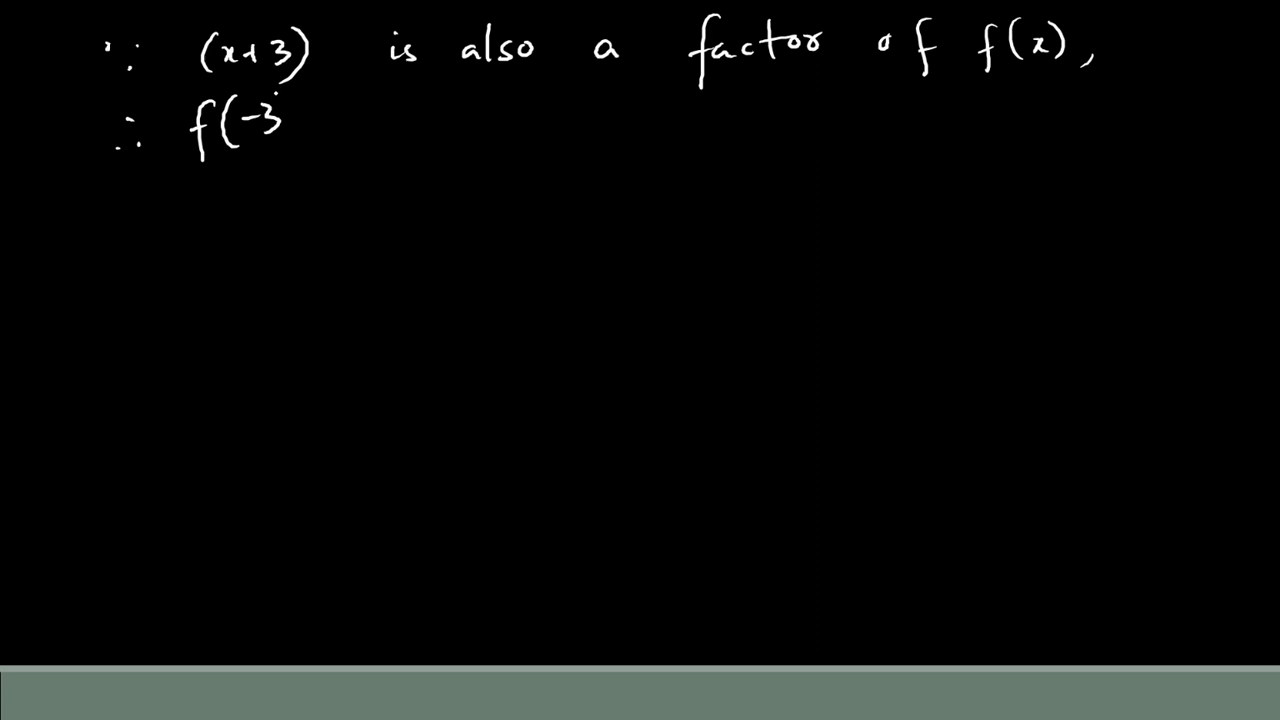 ∵ (x+3) is also a factor of f(x),
∴ f(-3